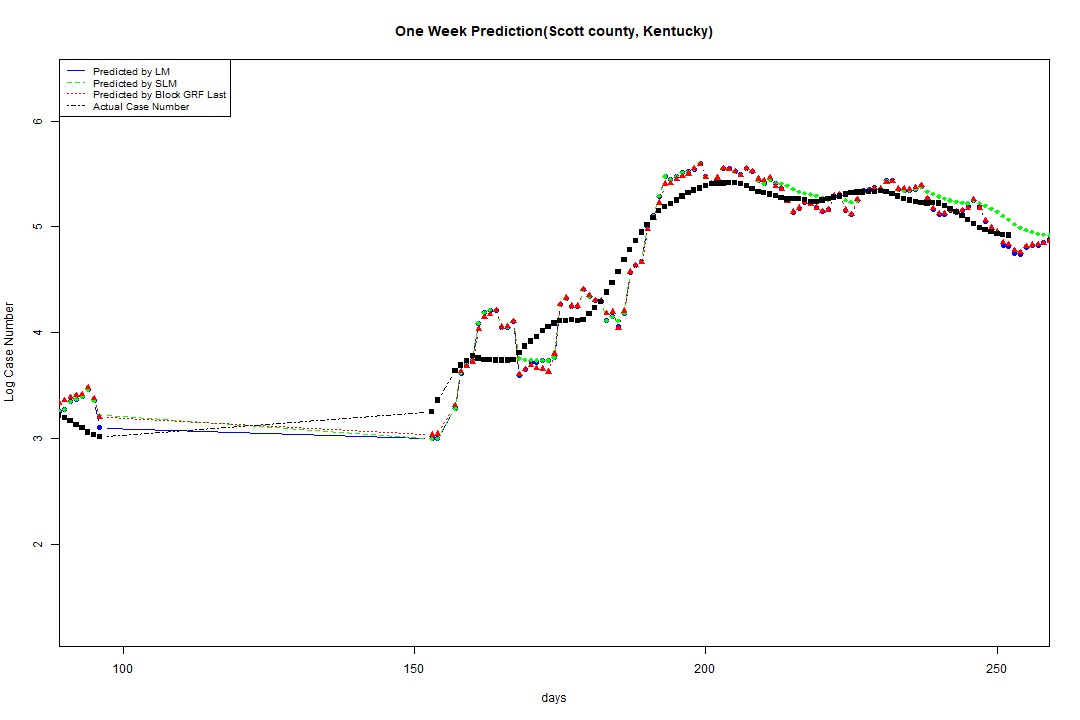 One Week Prediction(Scott county, Kentucky)
Predicted by LM
Predicted by SLM
Predicted by Block GRF Last
Actual Case Number
6
5
4
3
2
Log Case Number
100 150 200 250
days